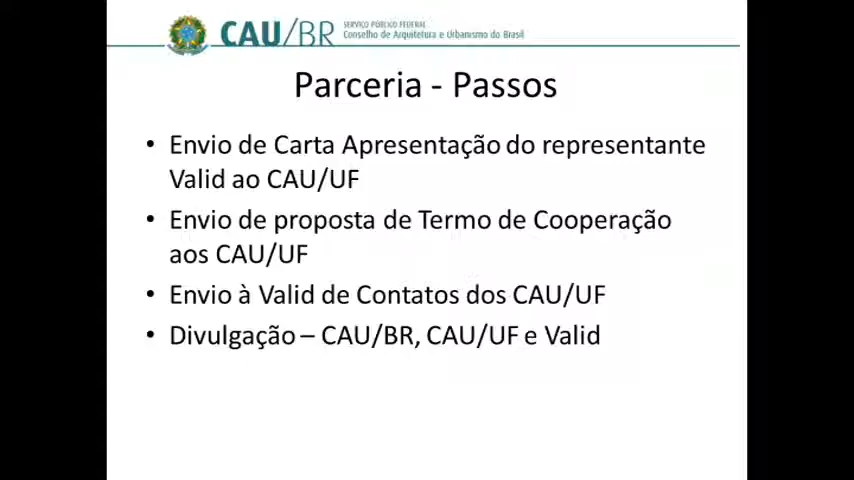 CAU/BR
SERVIÇO PÚBLICO FEDERAL
Conselho de Arquitetura e Urbanismo do Brasil
Parceria - Passos
• Envio de Carta Apresentação do representante
Valid ao CAU/UF
• Envio de proposta de Termo de Cooperação
aos CAU/UF
• Envio à Valid de Contatos dos CAU/UF
• Divulgação – CAU/BR, CAU/UF e Valid